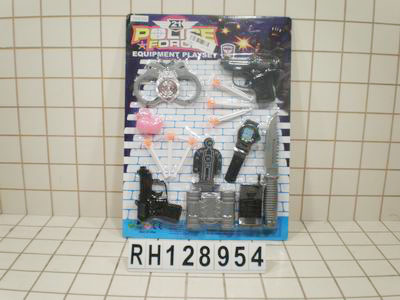 POLICE
FORCE
EQUIPMENT PLAYSET
RH128954